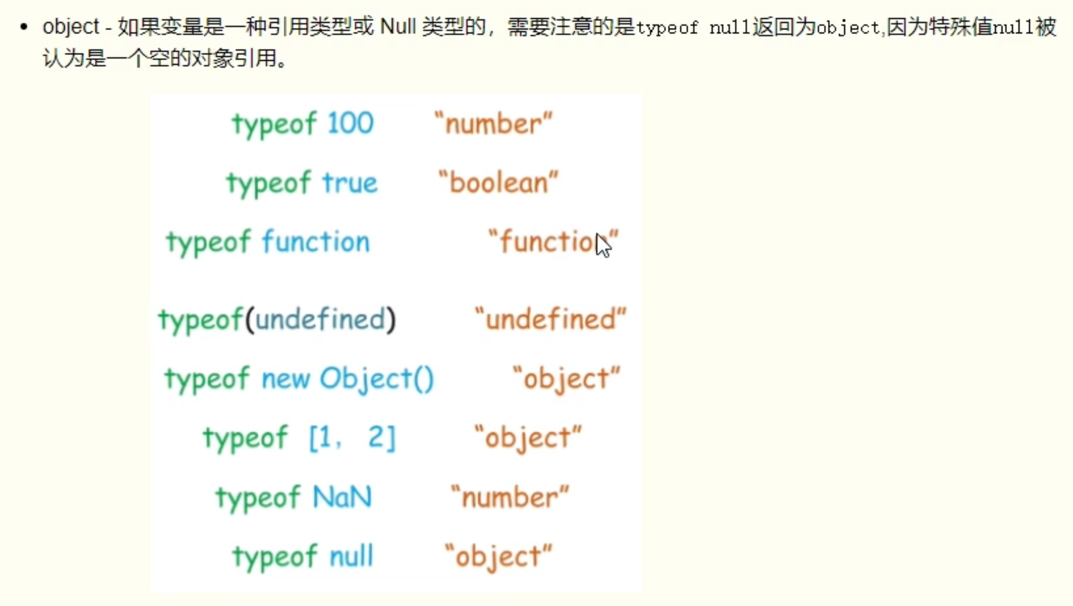 • object - 如果变量是一种引用类型或 Null 类型的，需要注意的是typeof null返回为object,因为特殊值null被
认为是一个空的对象引用。
typeof 100 “number”
typeof true “boolean”
typeof function “function”
typeof(undefined) “undefined”
typeof new Object() “object”
typeof [1， 2] “object”
typeof NaN “number”
typeof null “object”